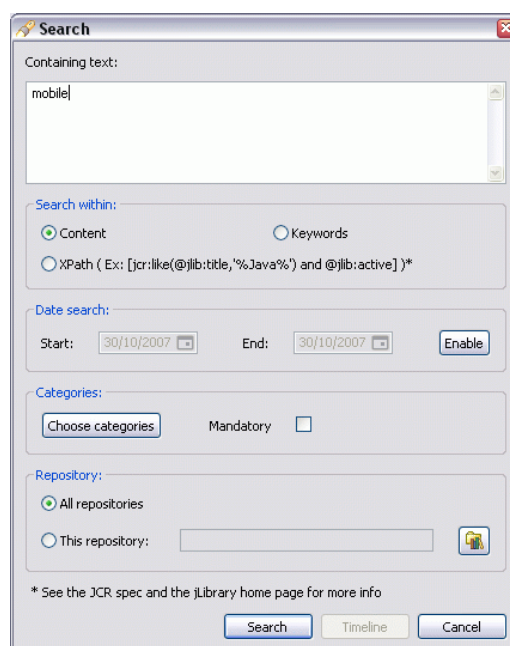 Search
Containing text:
mobile
Search within:
Content Keywords
XPath ( Ex: [jcr:like(@jlib:title,'%Java%') and @jlib:active] )*
Date search:
Start: 30/10/2007 End: 30/10/2007 Enable
Categories:
Choose categories Mandatory
Repository:
All repositories
This repository:
* See the JCR spec and the jLibrary home page for more info
Search Timeline Cancel